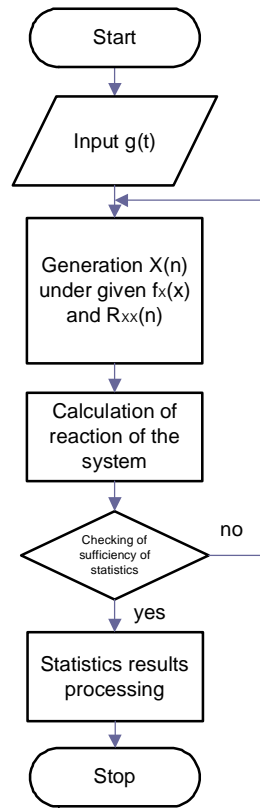 Start
Input g(t)
Generation X(n)
under given fx(x)
and Rxx(n)
Calculation of
reaction of the
system
Checking of
sufficiency of
statistics
no
yes
Statistics results
processing
Stop